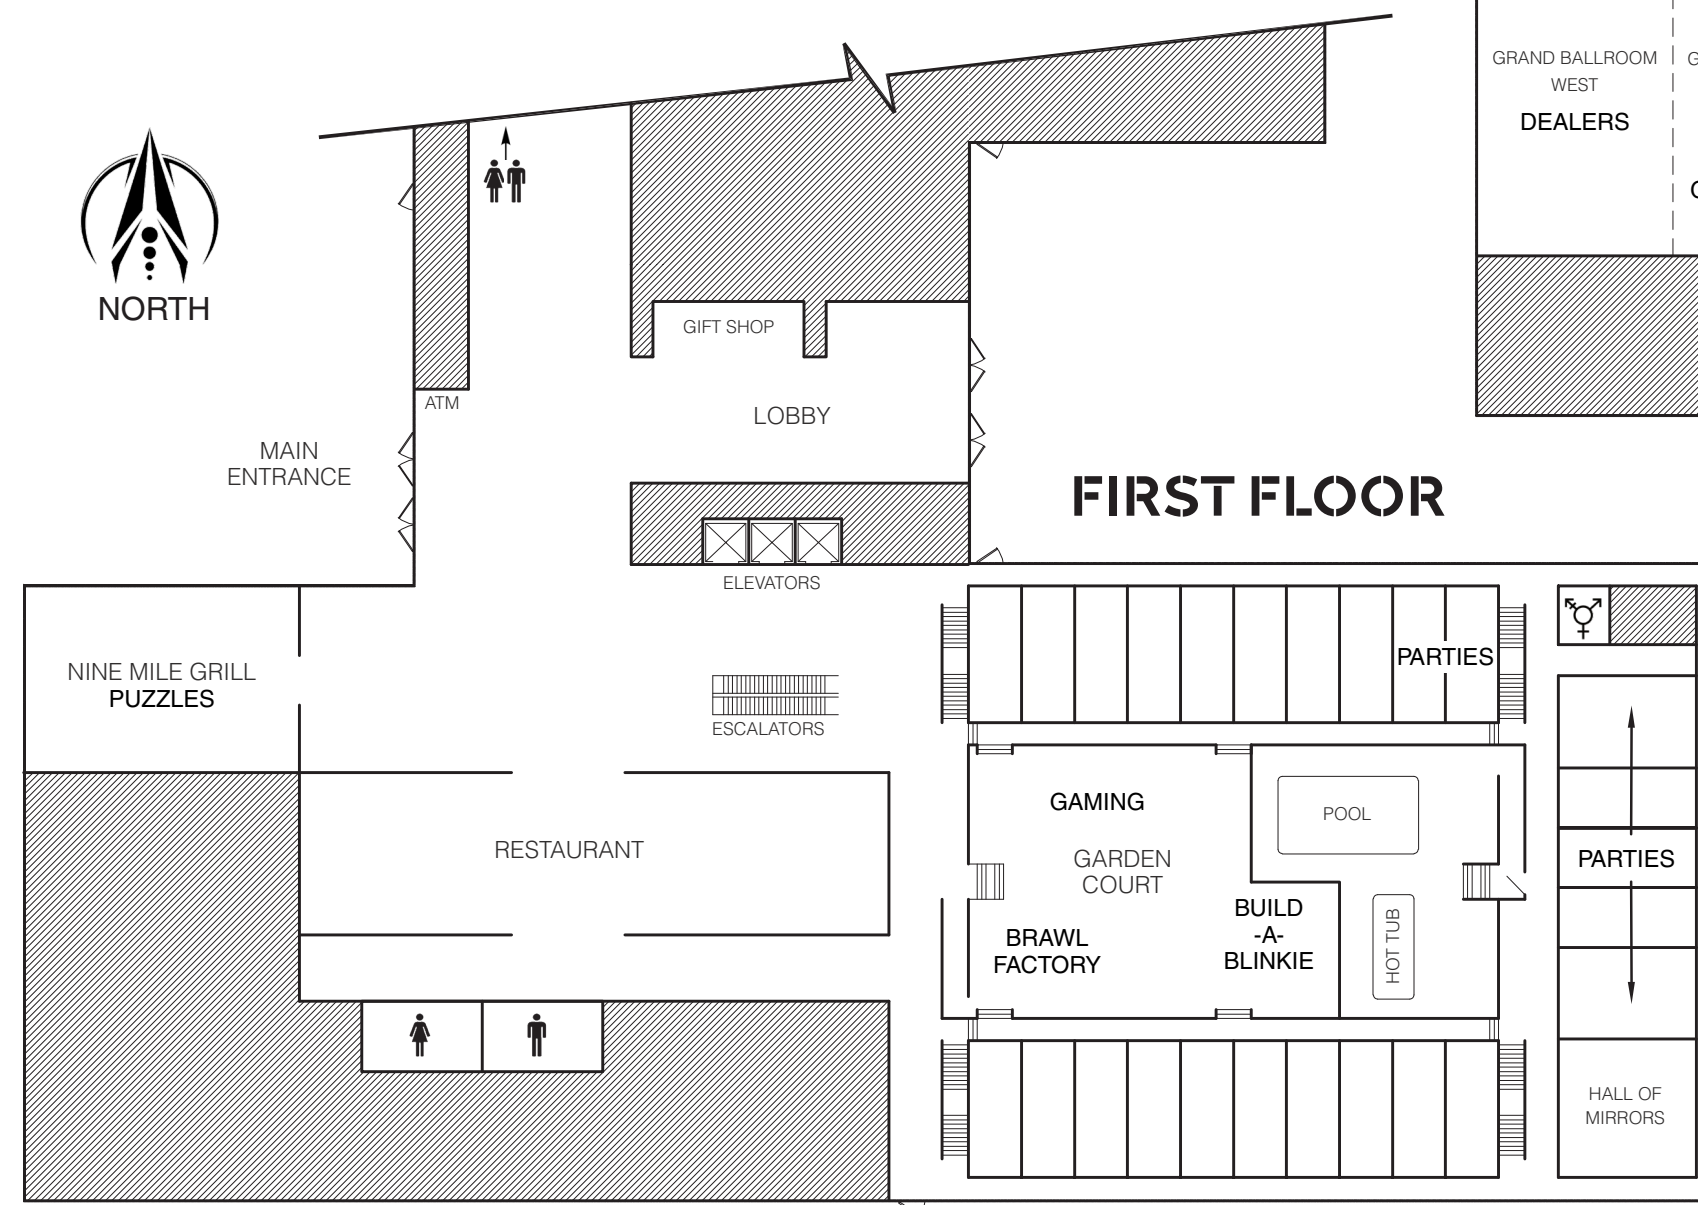 GRAND BALLROOM
WEST
DEALERS
NORTH
GIFT SHOP
ATM
LOBBY
MAIN
ENTRANCE
FIRST FLOOR
ELEVATORS
NINE MILE GRILL
PUZZLES
PARTIES
ESCALATORS
GAMING
POOL
RESTAURANT
GARDEN
COURT
PARTIES
BUILD
-A-
BLINKIE
BRAWL
FACTORY
HOT TUB
HALL OF
MIRRORS